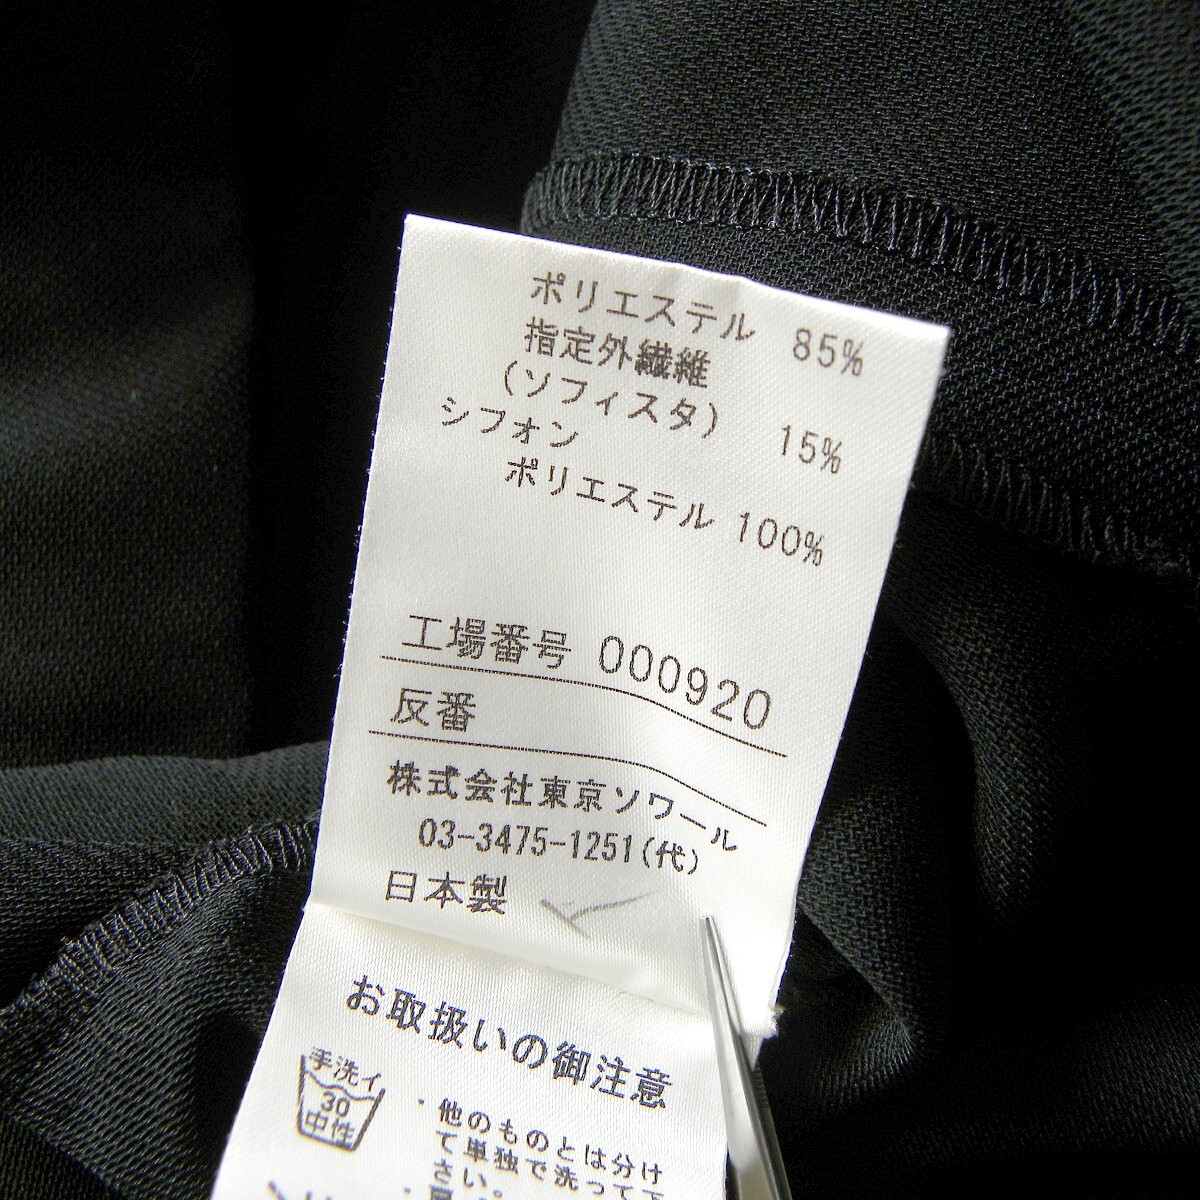 ポリエステル 85%
指定外繊維
(ソフィスタ) 15%
シフオン
ポリエステル 100%
工場番号 000920
反番
株式会社東京ソワール
03-3475-1251(代)
日本製
お取扱いの御注意
手洗イ
30
中性
・他のものとは分け
て単独で洗って下
さい。